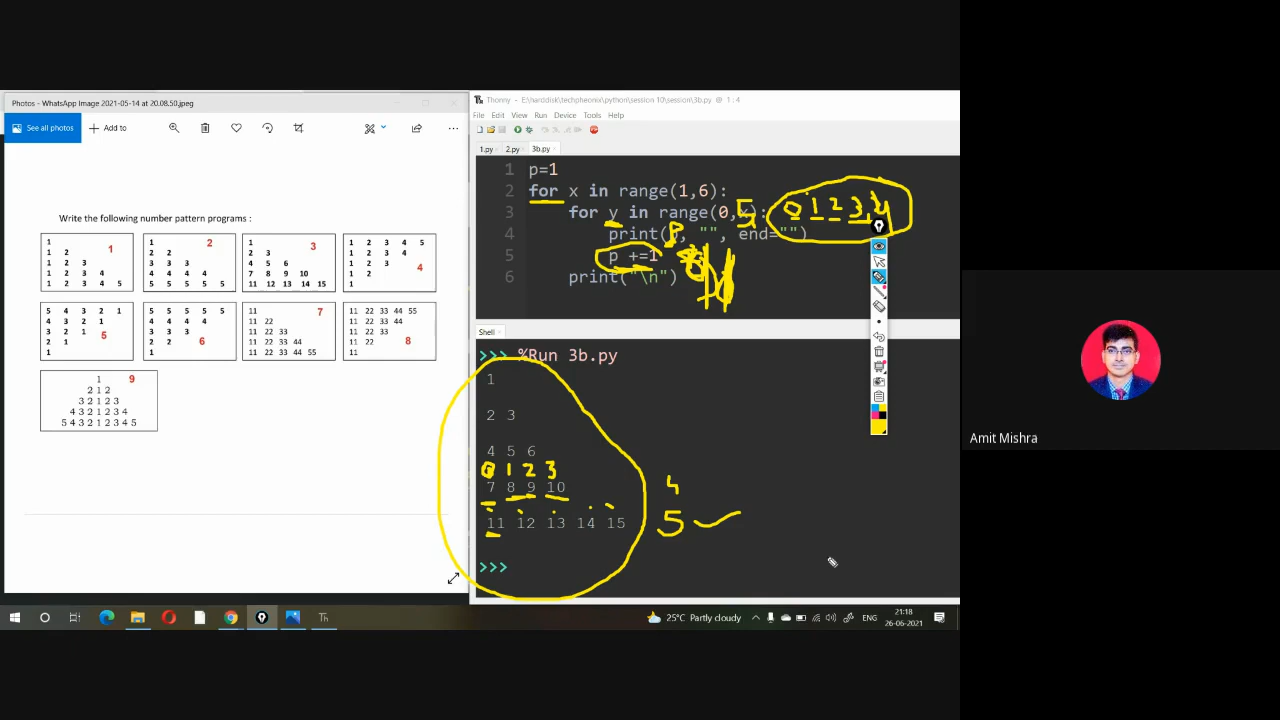 Photos - WhatsApp Image 2021-05-14 at 20.08.50.jpeg
See all photos
Add to
Write the following number pattern programs :
1
1 2
1 2 3
1 2 3 4
1 2 3 4 5
1
1
2 2
3 3 3
4 4 4 4
5 5 5 5 5
2
1
2 3
4 5 6
7 8 9 10
11 12 13 14 15
3
1 2 3 4 5
1 2 3 4
1 2 3
1 2
1
4
5 4 3 2 1
4 3 2 1
3 2 1
2 1
1
5
5 5 5 5 5
4 4 4 4
3 3 3
2 2
1
6
11
11 22
11 22 33
11 22 33 44
11 22 33 44 55
7
11 22 33 44 55
11 22 33 44
11 22 33
11 22
11
8
1
2 1 2
3 2 1 2 3
4 3 2 1 2 3 4
5 4 3 2 1 2 3 4 5
9
Thonny - E:\harddisk\techpheonix\python\session 10\session\3b.py @ 1 : 4
File Edit View Run Device Tools Help
1.py 2.py 3b.py
1 p=1
2 for x in range(1,6):
3 for y in range(0, ):
5
0 1 2 3, 4
4 print( , "", end="")
p
5 p +=1
6 print("\n")
Shell
>>> %Run 3b.py
1
2 3
4 5 6
0 1 2 3
7 8 9 10
4
11 12 13 14 15
5
>>>
25°C Partly cloudy
ENG
21:18
26-06-2021
Amit Mishra